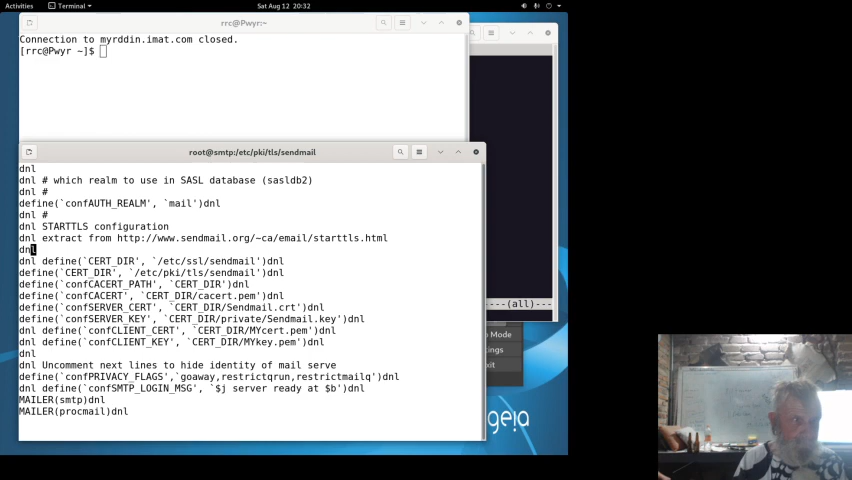 Activities
Terminal
Sat Aug 12 20:32
rrc@Pwyr:~
Connection to myrddin.imat.com closed.
[rrc@Pwyr ~]$
root@smtp:/etc/pki/tls/sendmail
dnl
dnl # which realm to use in SASL database (sasldb2)
dnl #
define(`confAUTH_REALM', `mail')dnl
dnl #
dnl STARTTLS configuration
dnl extract from http://www.sendmail.org/~ca/email/starttls.html
dnl
dnl define(`CERT_DIR', `/etc/ssl/sendmail')dnl
define(`CERT_DIR', `/etc/pki/tls/sendmail')dnl
define(`confCACERT_PATH', `CERT_DIR')dnl
define(`confCACERT', `CERT_DIR/cacert.pem')dnl
define(`confSERVER_CERT', `CERT_DIR/Sendmail.crt')dnl
define(`confSERVER_KEY', `CERT_DIR/private/Sendmail.key')dnl
dnl define(`confCLIENT_CERT', `CERT_DIR/MYcert.pem')dnl
dnl define(`confCLIENT_KEY', `CERT_DIR/MYkey.pem')dnl
dnl
dnl Uncomment next lines to hide identity of mail serve
define(`confPRIVACY_FLAGS',`goaway,restrictqrun,restrictmailq')dnl
dnl define(`confSMTP_LOGIN_MSG', `$j server ready at $b')dnl
MAILER(smtp)dnl
MAILER(procmail)dnl
----(all)---
Mode
geia